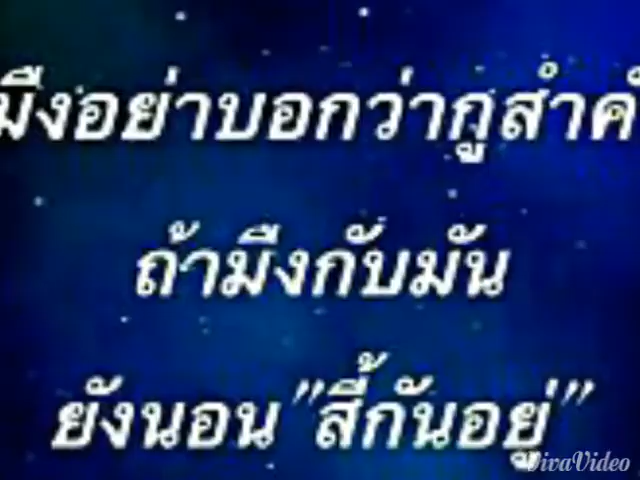 มึงอย่าบอกว่ากูสำค
ถ้ามึงกับมัน
ยังนอน"สี้กันอยู่"
VivaVideo